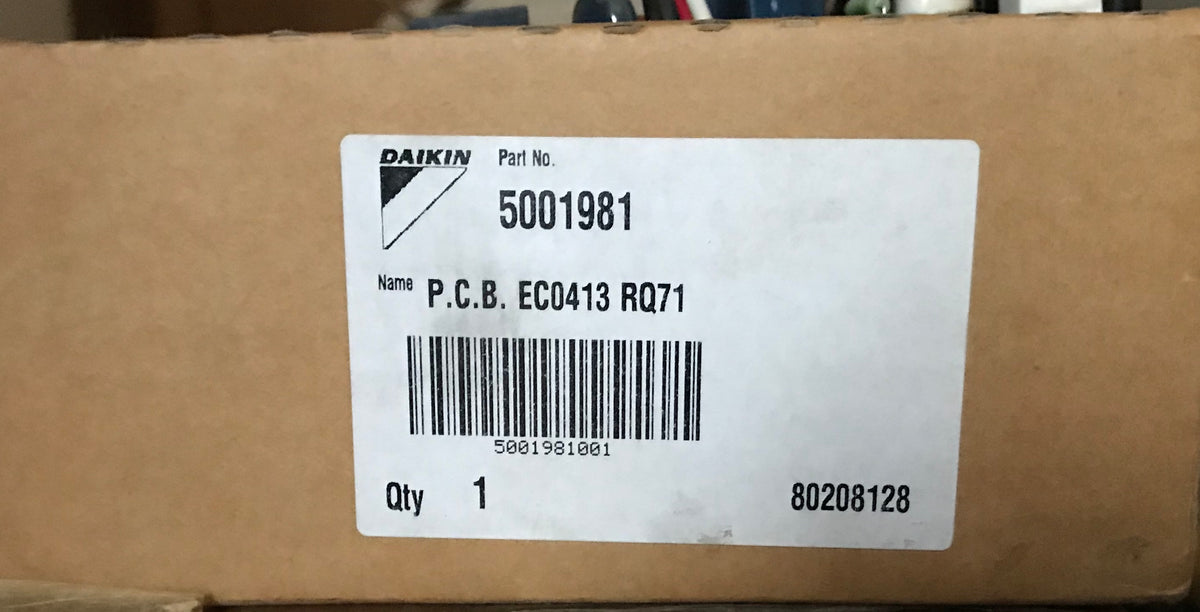 DAIKIN Part No.
5001981
Name P.C.B. EC0413 RQ71
5001981001
Qty 1 80208128